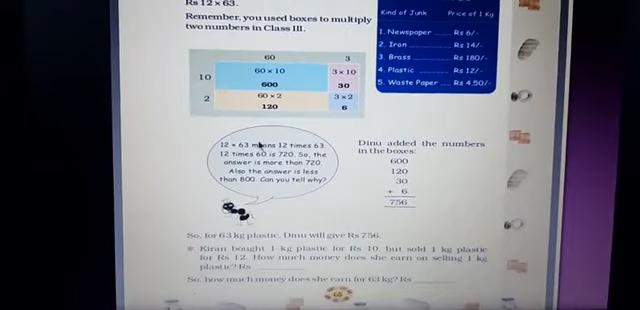 Rs 12 × 63.
Remember, you used boxes to multiply
two numbers in Class III.
Kind of Junk Price of 1 Kg
1. Newspaper ........ Rs 6/-
2. Iron ........ Rs 14/-
3. Brass ........ Rs 180/-
4. Plastic ........ Rs 12/-
5. Waste Paper .... Rs 4.50/-
60 3
10 60 × 10 3 × 10
600 30
2 60 × 2 3 × 2
120 6
12 × 63 means 12 times 63.
12 times 60 is 720. So, the
answer is more than 720.
Also the answer is less
than 800. Can you tell why?
Dinu added the numbers
in the boxes:
600
120
30
+ 6
756
So, for 63 kg plastic, Dinu will give Rs 756.
Kiran bought 1 kg plastic for Rs 10, but sold 1 kg plastic
for Rs 12. How much money does she earn on selling 1 kg
plastic? Rs ________
So, how much money does she earn for 63 kg? Rs ________